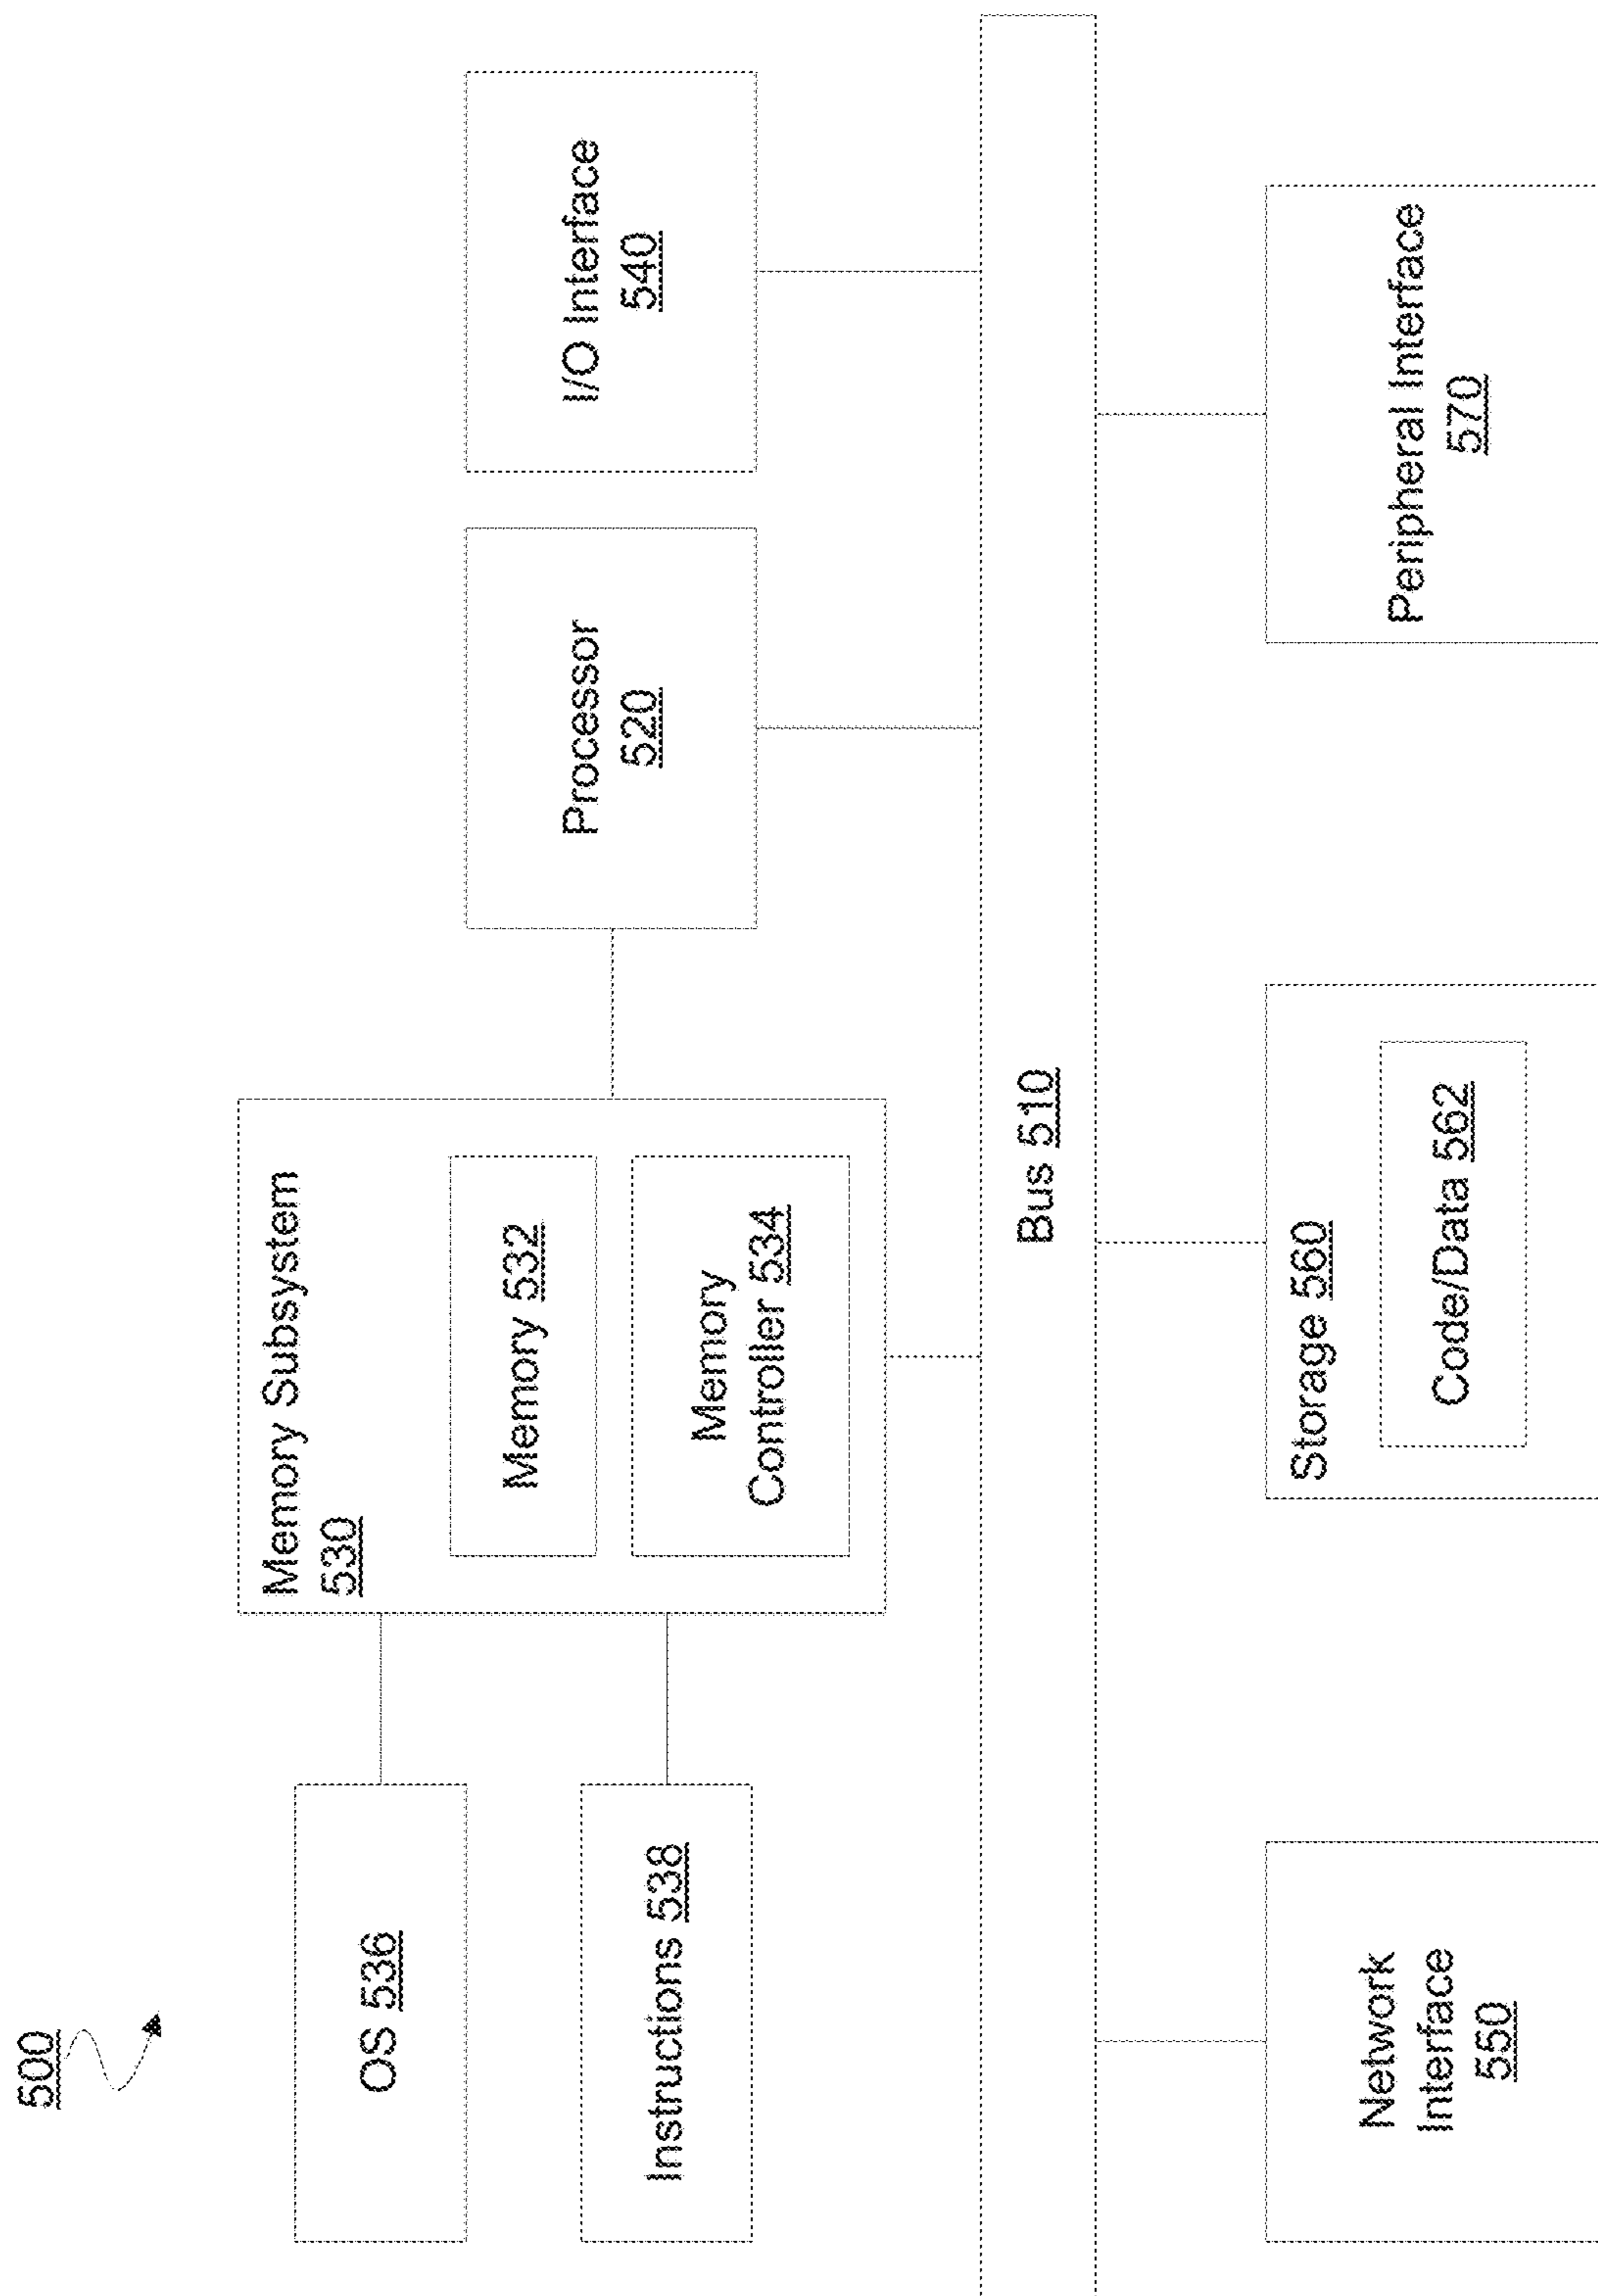 500
OS 536
Instructions 538
Memory Subsystem
530
Memory 532
Memory
Controller 534
Processor
520
I/O Interface
540
Bus 510
Network
Interface
550
Storage 560
Code/Data 562
Peripheral Interface
570